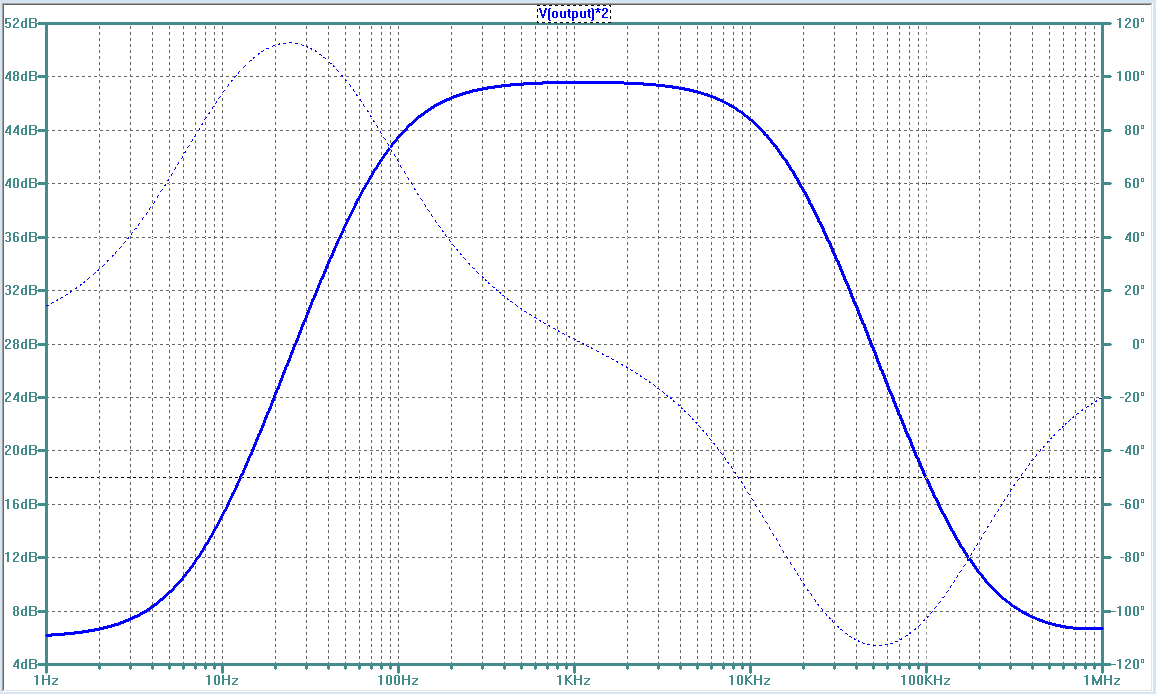 V(output)*2
52dB 120°
48dB 100°
44dB 80°
40dB 60°
36dB 40°
32dB 20°
28dB 0°
24dB -20°
20dB -40°
16dB -60°
12dB -80°
8dB -100°
4dB -120°
1Hz 10Hz 100Hz 1KHz 10KHz 100KHz 1MHz